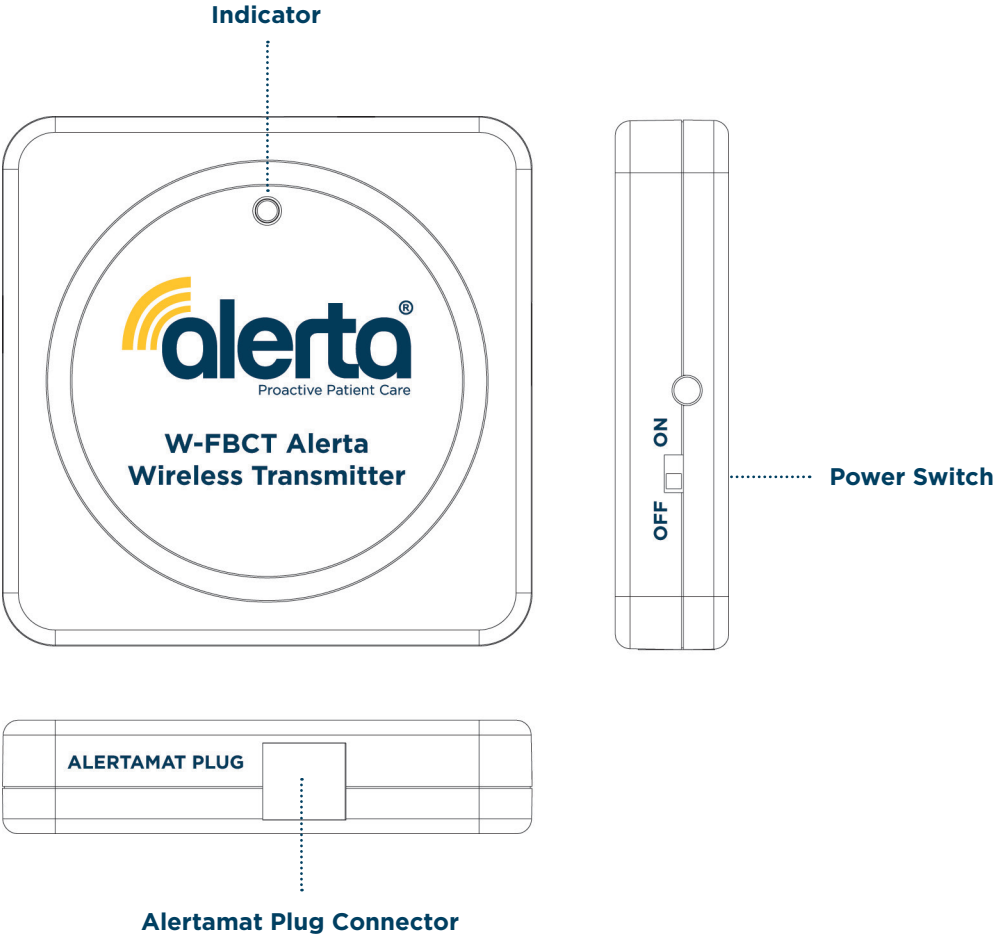 Indicator
alerta®
Proactive Patient Care
W-FBCT Alerta
Wireless Transmitter
ON
OFF
Power Switch
ALERTAMAT PLUG
Alertamat Plug Connector